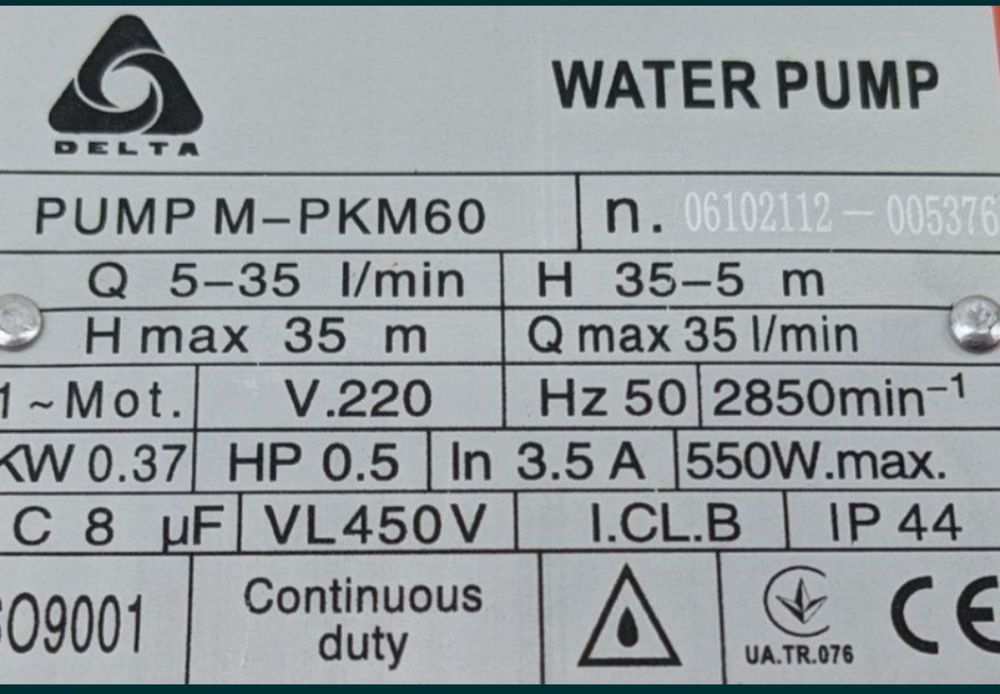 WATER PUMP
DELTA
PUMP M-PKM60 n. 06102112-005376
Q 5-35 l/min H 35-5 m
H max 35 m Q max 35 l/min
1~Mot. V.220 Hz 50 2850min⁻¹
KW 0.37 HP 0.5 In 3.5 A 550W.max.
C 8 µF VL450V I.CL.B IP 44
ISO9001 Continuous duty UA.TR.076 CE